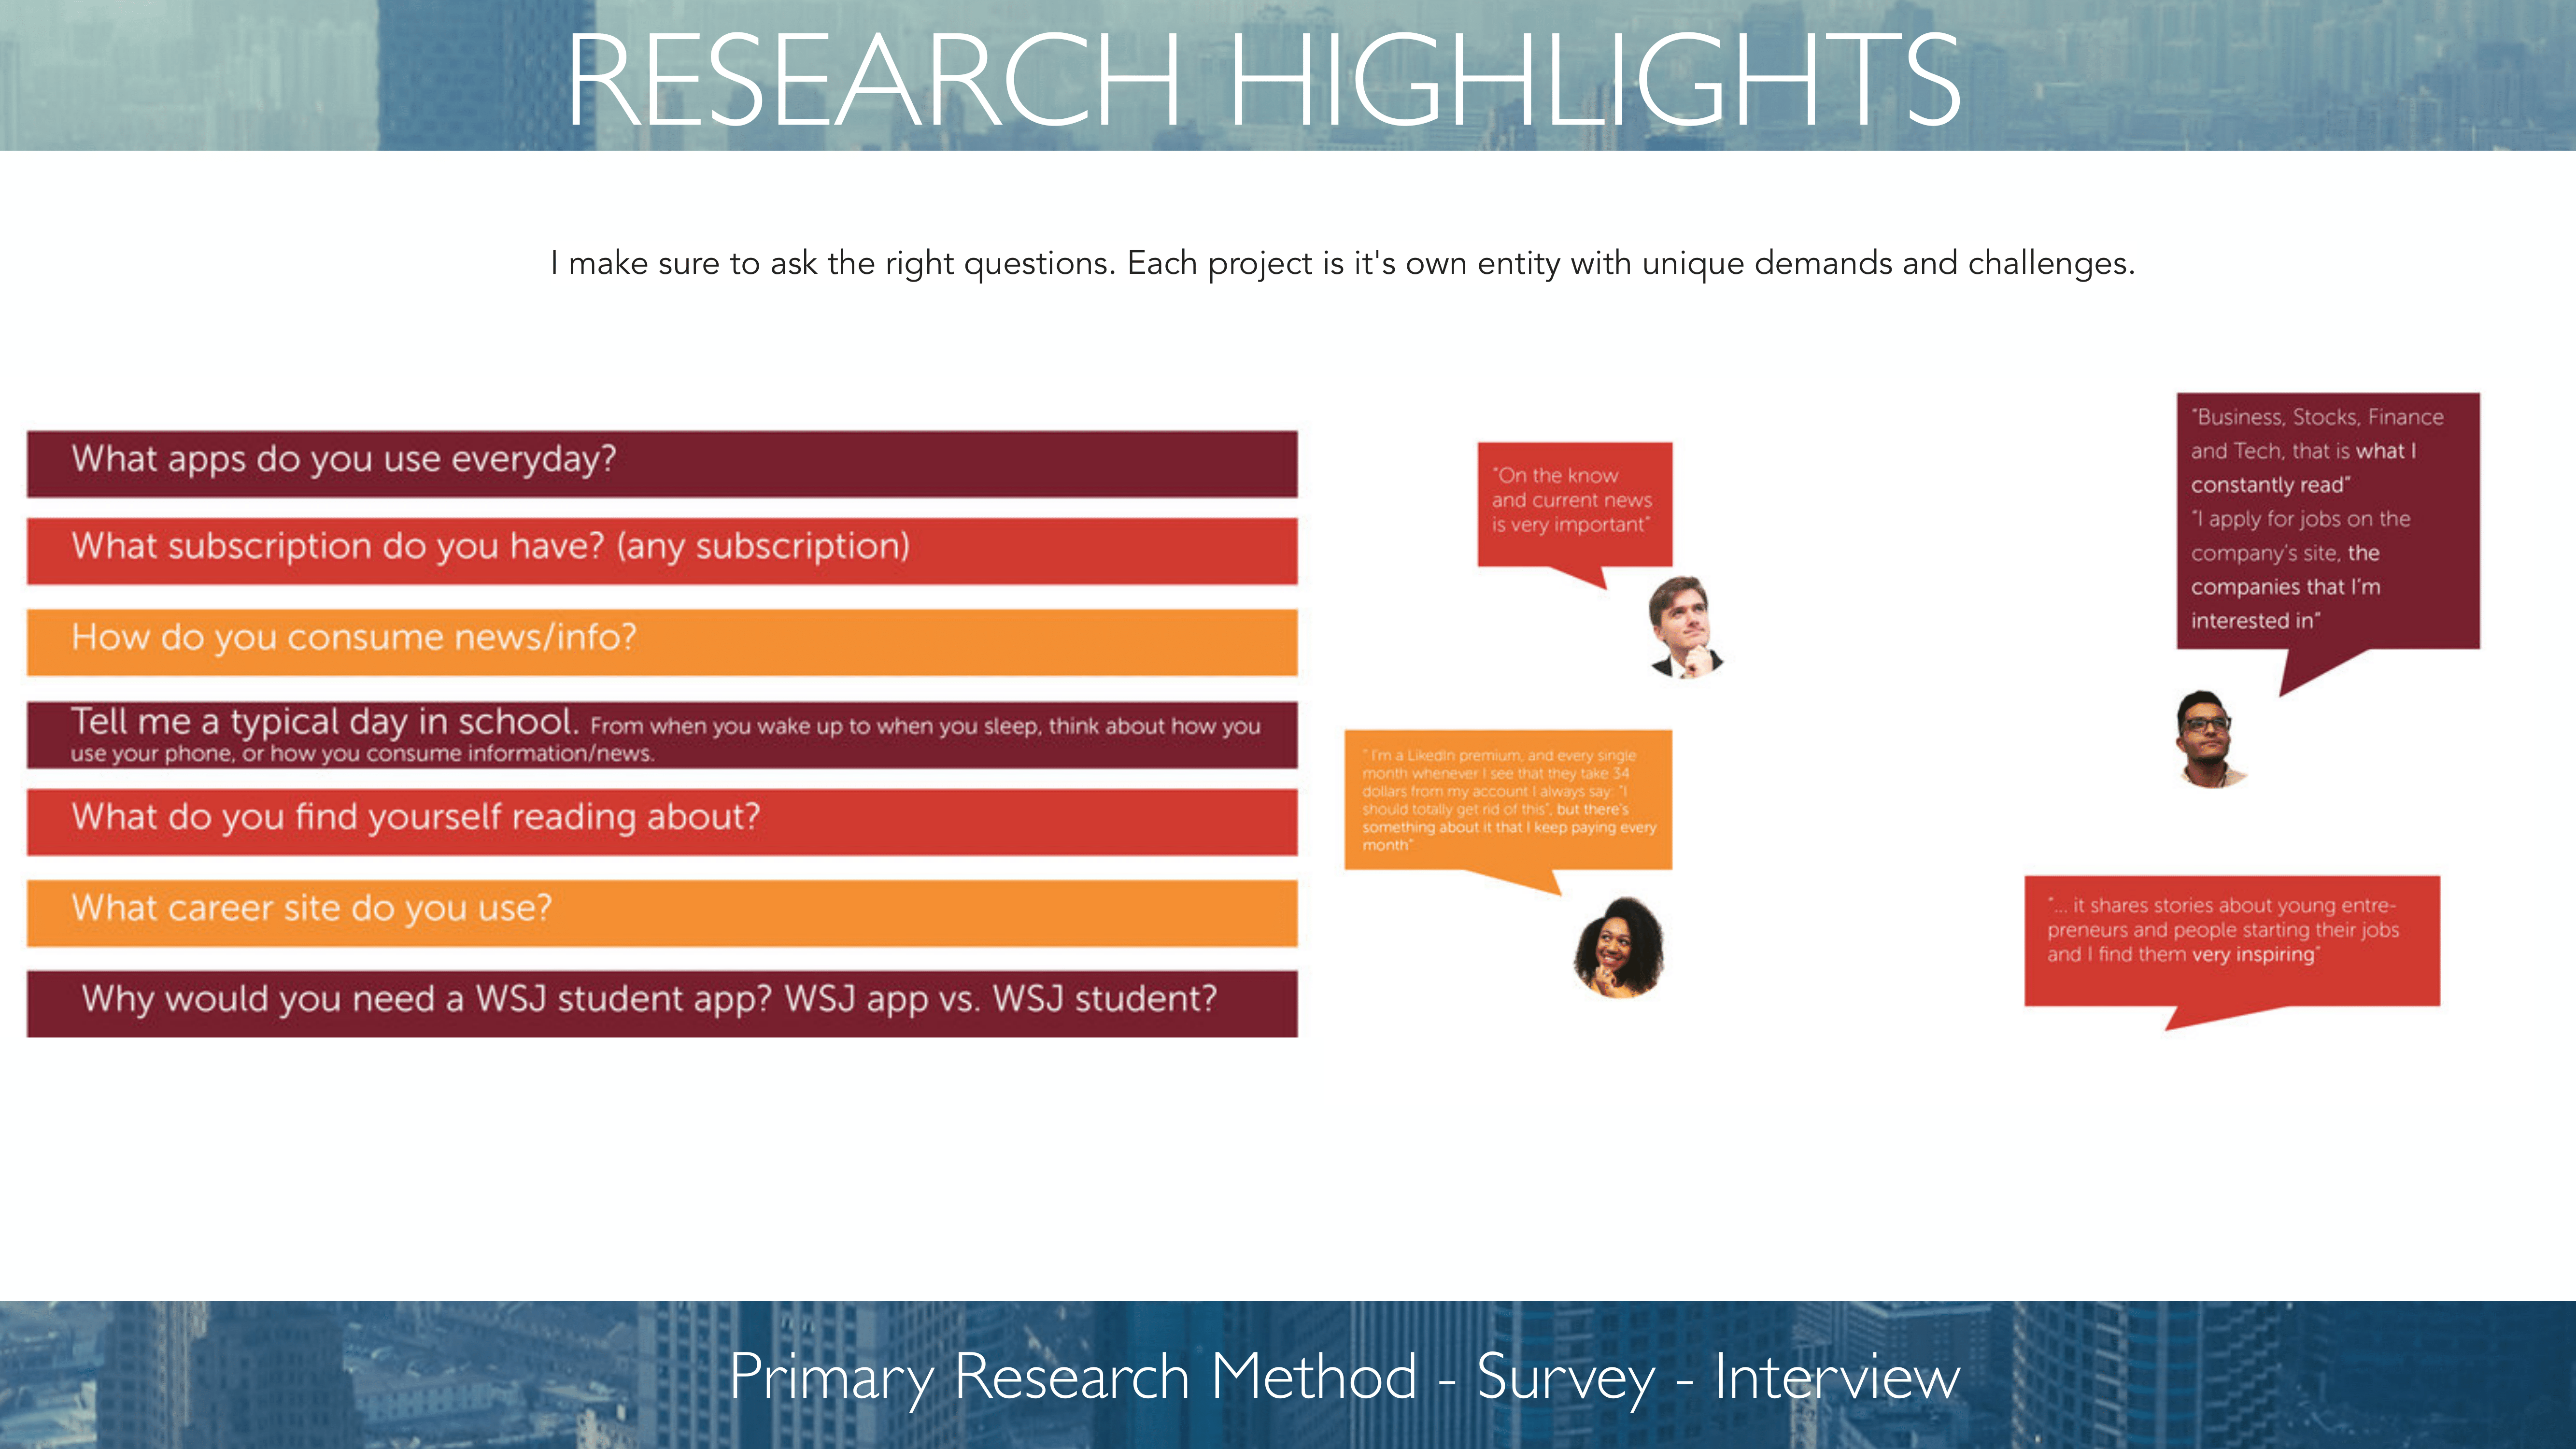 RESEARCH HIGHLIGHTS
I make sure to ask the right questions. Each project is it's own entity with unique demands and challenges.
What apps do you use everyday?
What subscription do you have? (any subscription)
How do you consume news/info?
Tell me a typical day in school. From when you wake up to when you sleep, think about how you
use your phone, or how you consume information/news.
What do you find yourself reading about?
What career site do you use?
Why would you need a WSJ student app? WSJ app vs. WSJ student?
"On the know
and current news
is very important"
" I'm a LikedIn premium, and every single
month whenever I see that they take 34
dollars from my account I always say: "I
should totally get rid of this", but there's
something about it that I keep paying every
month"
"Business, Stocks, Finance
and Tech, that is what I
constantly read"
"I apply for jobs on the
company's site, the
companies that I'm
interested in"
"... it shares stories about young entre-
preneurs and people starting their jobs
and I find them very inspiring"
Primary Research Method - Survey - Interview